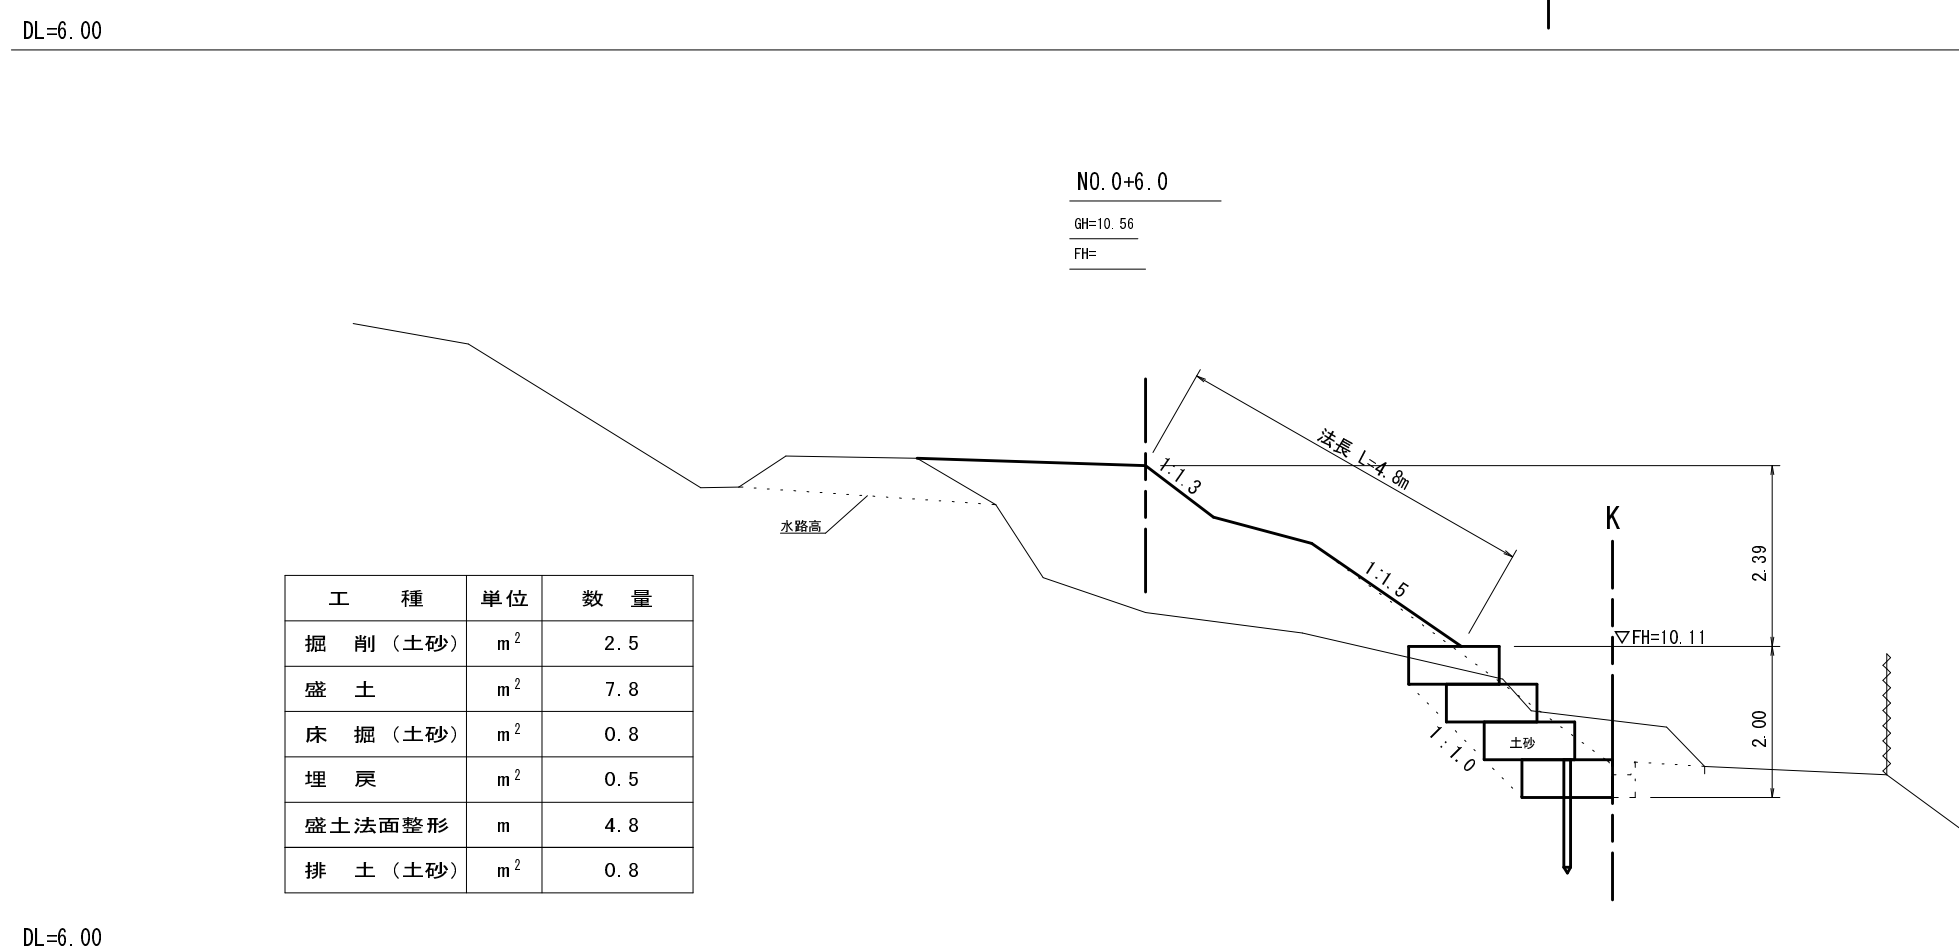 DL=6.00
NO.0+6.0
GH=10.56
FH=
法長 L=4.8m
1:1.3
水路高
K
2.39
1:1.5
▽FH=10.11
2.00
土砂
1:1.0
工 種 単位 数 量
掘 削 (土砂) m² 2.5
盛 土 m² 7.8
床 掘 (土砂) m² 0.8
埋 戻 m² 0.5
盛土法面整形 m 4.8
排 土 (土砂) m² 0.8
DL=6.00